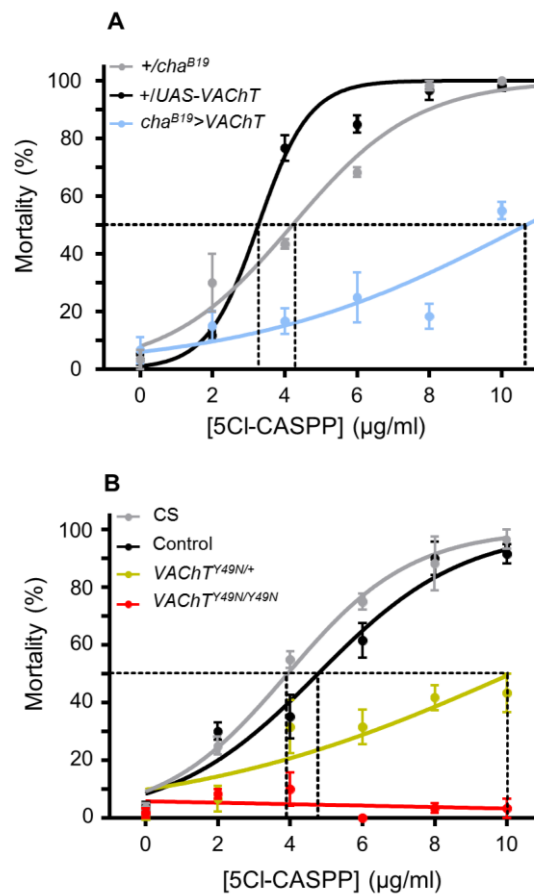 A
+/cha^B19
+/UAS-VAChT
cha^B19>VAChT
Mortality (%)
100
80
60
40
20
0
0 2 4 6 8 10
[5Cl-CASPP] (µg/ml)
B
CS
Control
VAChT^Y49N/+
VAChT^Y49N/Y49N
Mortality (%)
100
80
60
40
20
0
0 2 4 6 8 10
[5Cl-CASPP] (µg/ml)